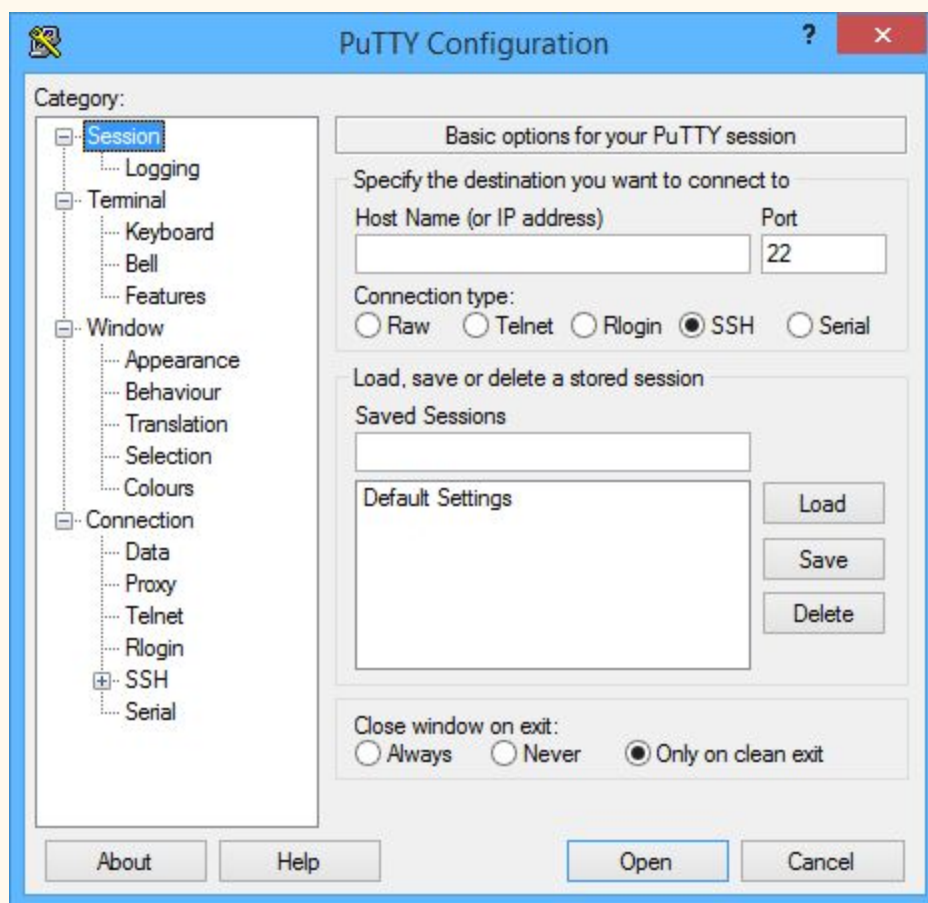 PuTTY Configuration
?
Category:
Session
Logging
Terminal
Keyboard
Bell
Features
Window
Appearance
Behaviour
Translation
Selection
Colours
Connection
Data
Proxy
Telnet
Rlogin
SSH
Serial
Basic options for your PuTTY session
Specify the destination you want to connect to
Host Name (or IP address) Port
22
Connection type:
Raw Telnet Rlogin SSH Serial
Load, save or delete a stored session
Saved Sessions
Default Settings
Load
Save
Delete
Close window on exit:
Always Never Only on clean exit
About Help Open Cancel